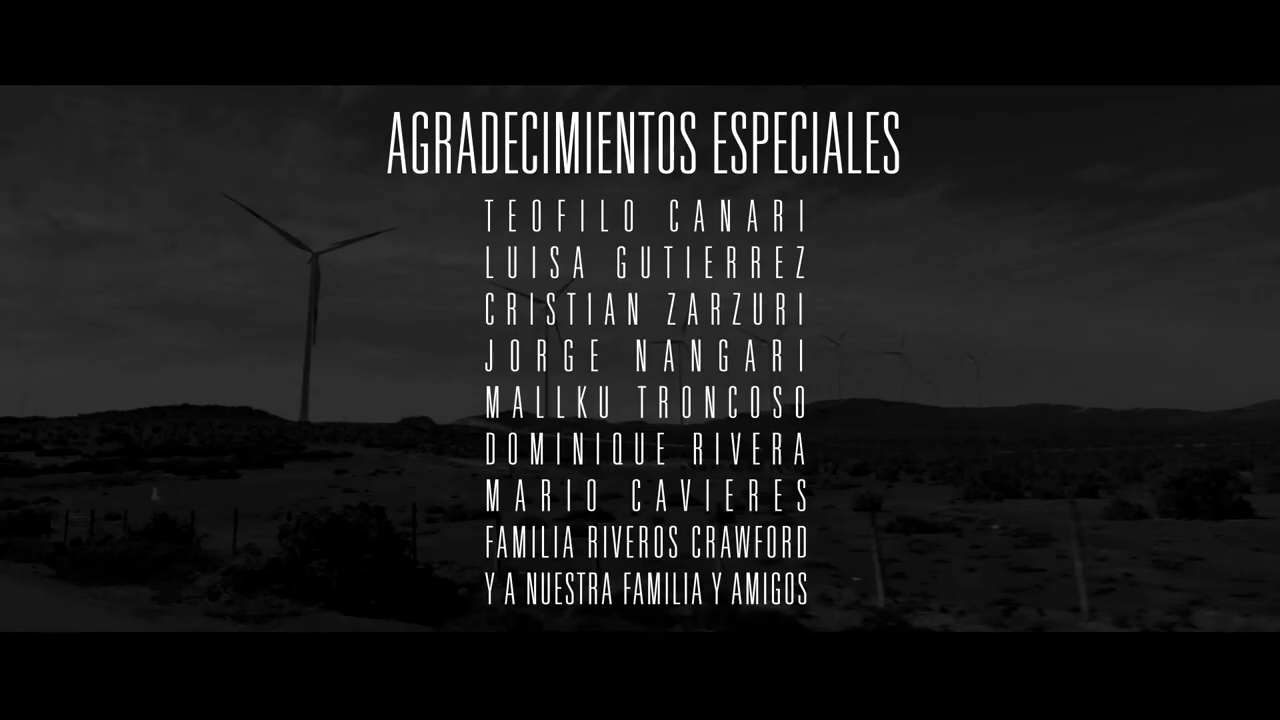 AGRADECIMIENTOS ESPECIALES
TEOFILO CANARI
LUISA GUTIERREZ
CRISTIAN ZARZURI
JORGE NANGARI
MALLKU TRONCOSO
DOMINIQUE RIVERA
MARIO CAVIERES
FAMILIA RIVEROS CRAWFORD
Y A NUESTRA FAMILIA Y AMIGOS